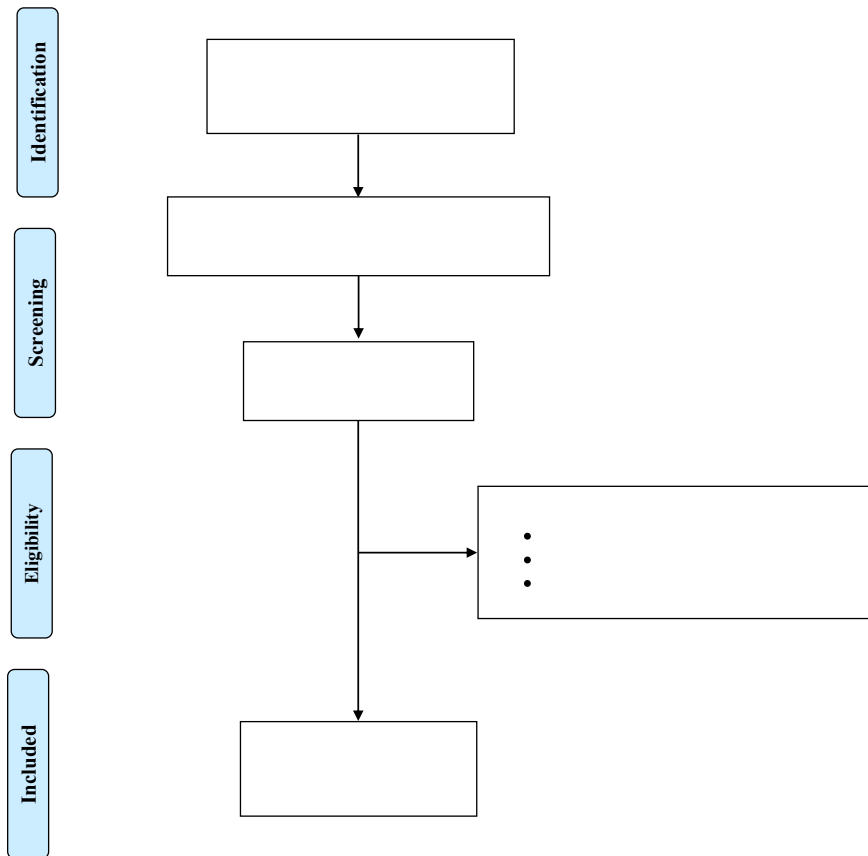 Identification
Screening
Eligibility
•
•
•
Included